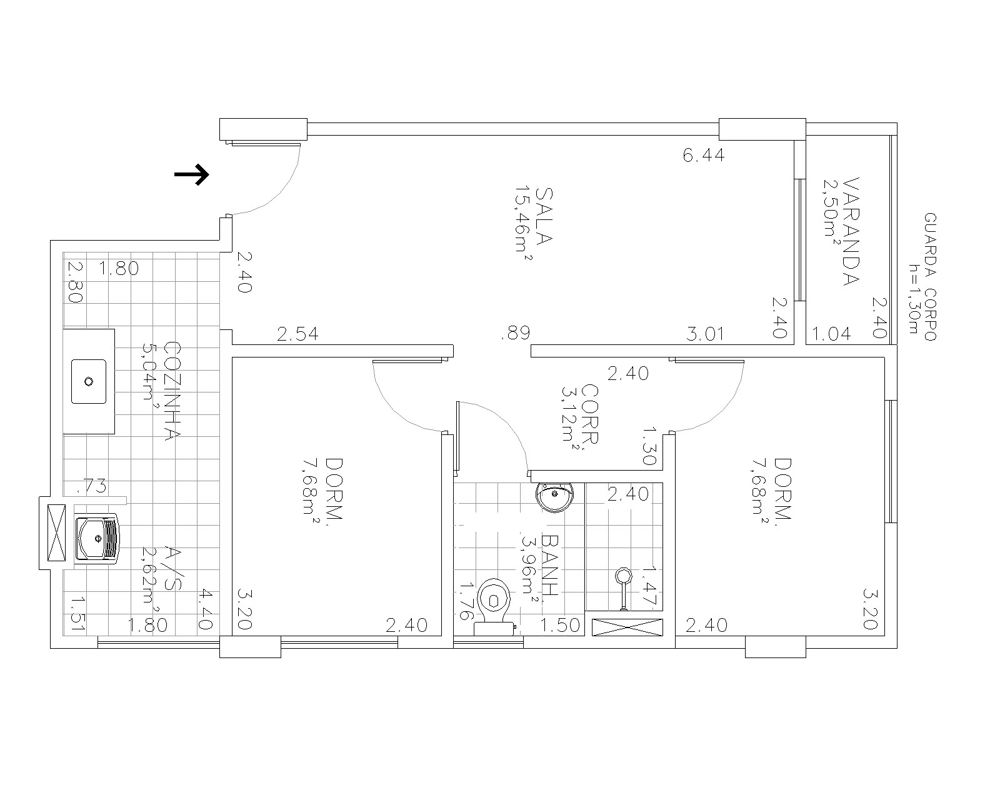 6.44
SALA
15,46m²
VARANDA
2,50m²
GUARDA CORPO
h=1,30m
2.40
1.80
2.80
2.40
2.40
2.54
.89
3.01
1.04
COZINHA
5,04m²
2.40
CORR.
3,12m²
1.30
DORM.
7,68m²
DORM.
7,68m²
.73
2.40
BANH.
3,96m²
A/S
2,62m²
1.47
1.76
4.40
3.20
3.20
1.51
1.80
2.40
1.50
2.40